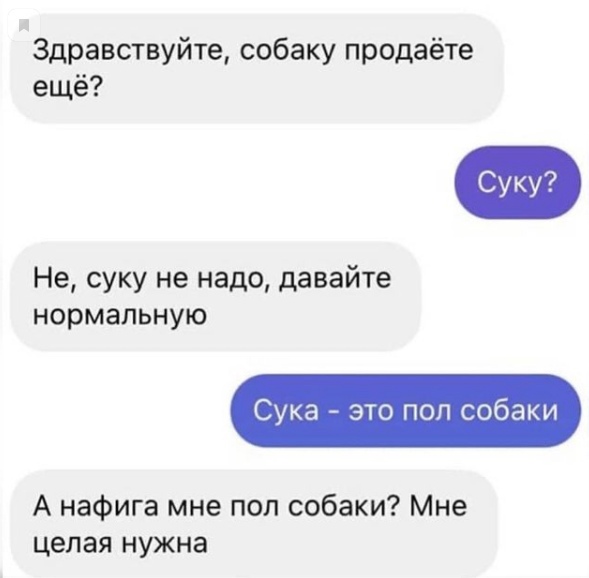 Здравствуйте, собаку продаёте
ещё?
Суку?
Не, суку не надо, давайте
нормальную
Сука - это пол собаки
А нафига мне пол собаки? Мне
целая нужна